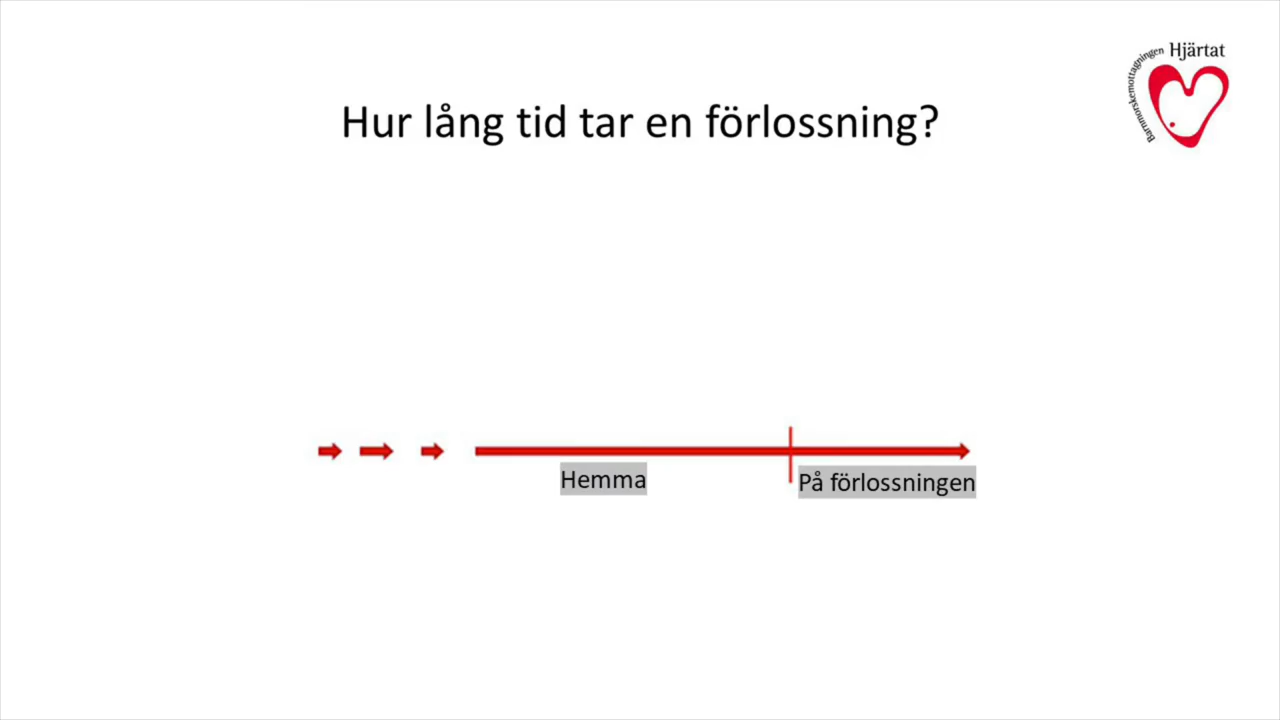 Barnmorskemottagningen Hjärtat
Hur lång tid tar en förlossning?
Hemma
På förlossningen